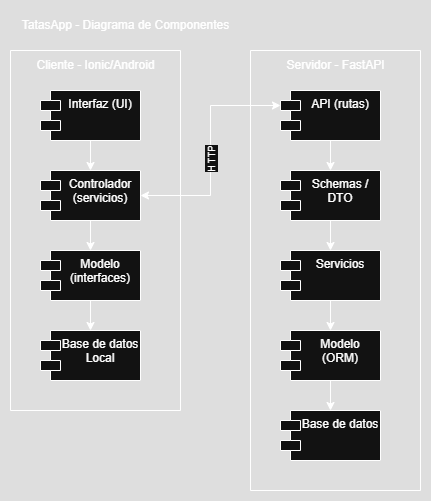 TatasApp - Diagrama de Componentes
Cliente - Ionic/Android
Interfaz (UI)
Controlador
(servicios)
Modelo
(interfaces)
Base de datos
Local
HTTP
Servidor - FastAPI
API (rutas)
Schemas /
DTO
Servicios
Modelo
(ORM)
Base de datos